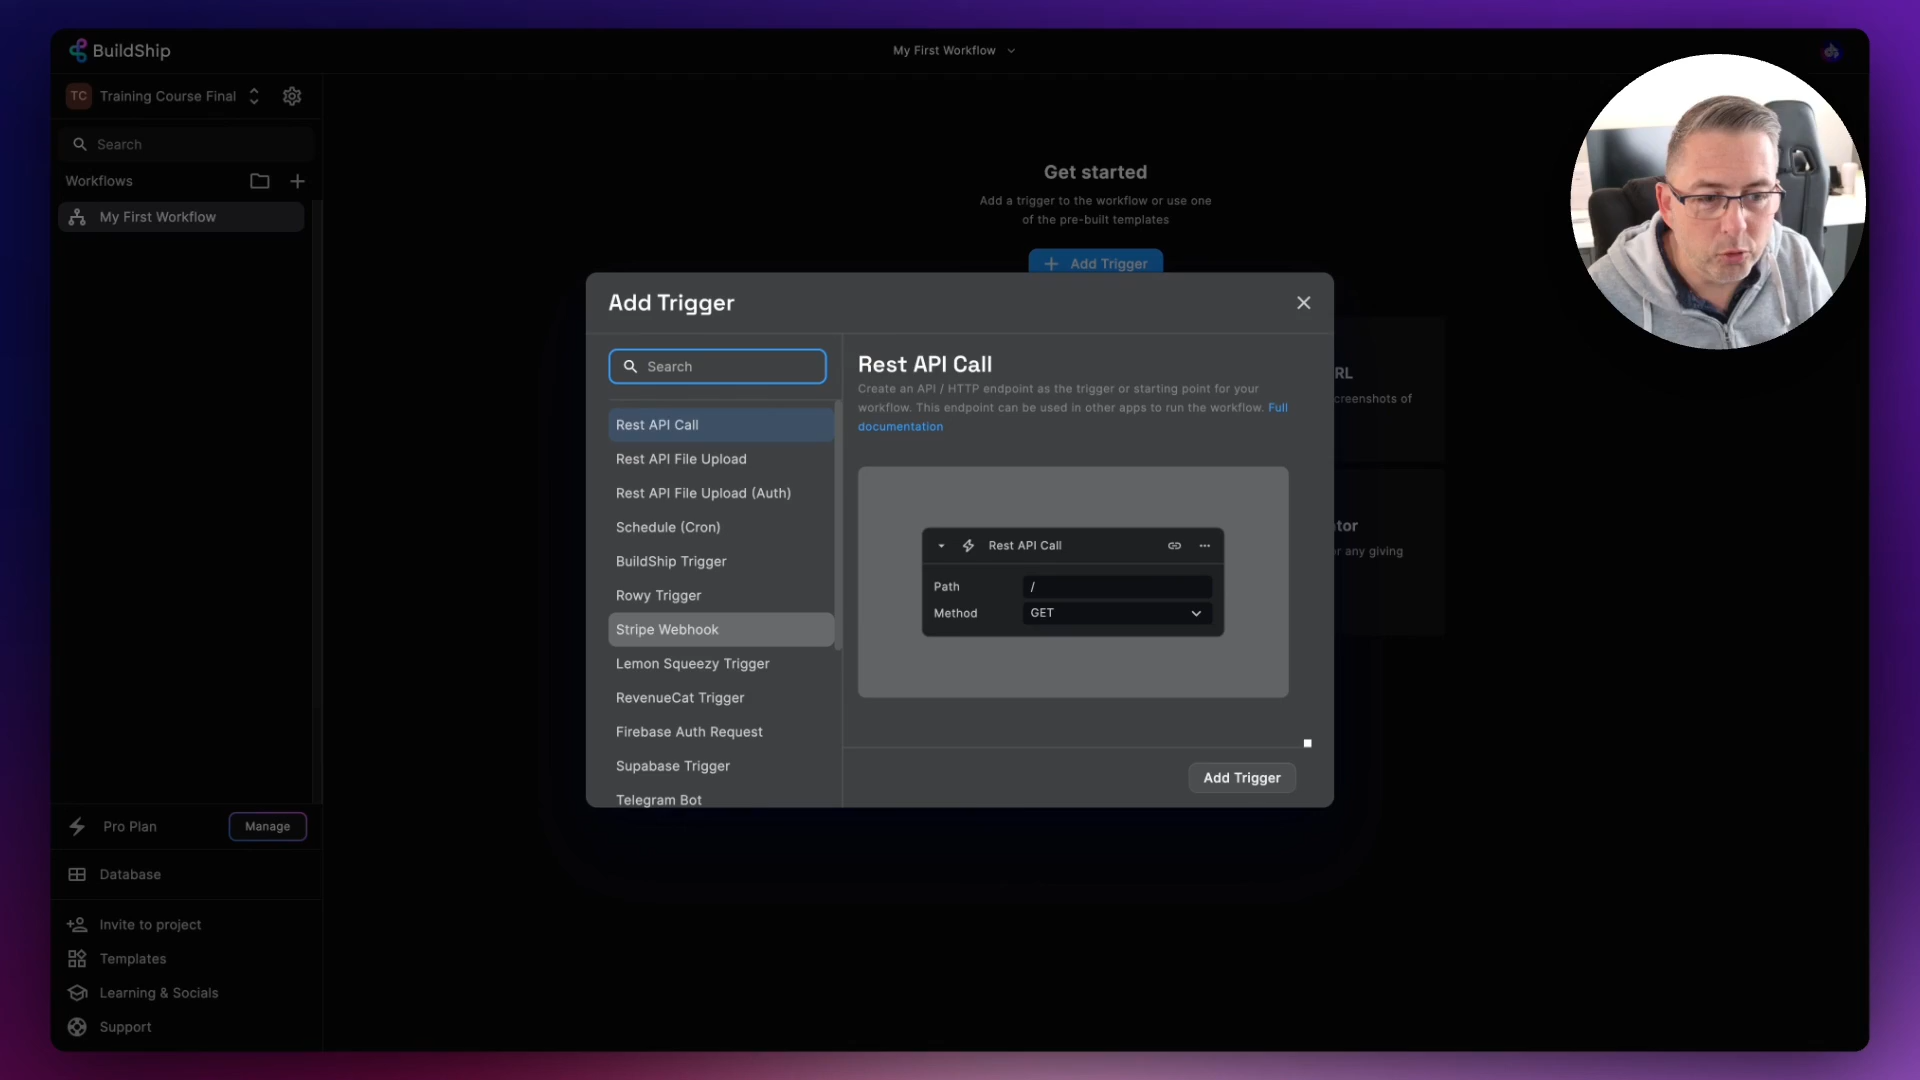 BuildShip
My First Workflow
TC Training Course Final
Search
Workflows
My First Workflow
Get started
Add a trigger to the workflow or use one
of the pre-built templates
Add Trigger
Add Trigger
Search
Rest API Call
Rest API File Upload
Rest API File Upload (Auth)
Schedule (Cron)
BuildShip Trigger
Rowy Trigger
Stripe Webhook
Lemon Squeezy Trigger
RevenueCat Trigger
Firebase Auth Request
Supabase Trigger
Telegram Bot
Rest API Call
Create an API / HTTP endpoint as the trigger or starting point for your
workflow. This endpoint can be used in other apps to run the workflow. Full
documentation
Rest API Call
Path /
Method GET
Add Trigger
RL
creenshots of
tor
r any giving
Pro Plan Manage
Database
Invite to project
Templates
Learning & Socials
Support